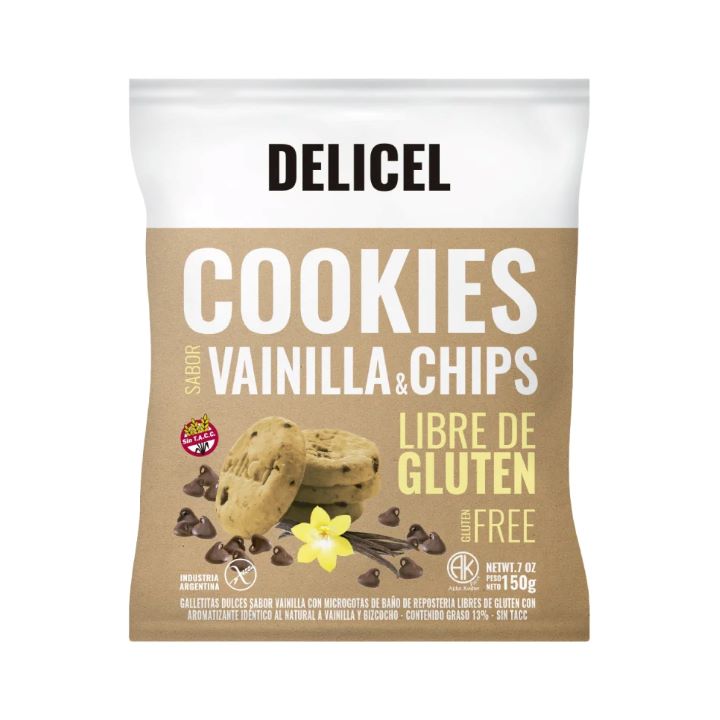 DELICEL
COOKIES
SABOR
VAINILLA & CHIPS
Sin T.A.C.C.
LIBRE DE
GLUTEN
GLUTEN
FREE
INDUSTRIA
ARGENTINA
AK
NETWT. 7 OZ
PESO
NETO 150g
GALLETITAS DULCES SABOR VAINILLA CON MICROGOTAS DE BAÑO DE REPOSTERIA LIBRES DE GLUTEN CON
AROMATIZANTE IDÉNTICO AL NATURAL A VAINILLA Y BIZCOCHO - CONTENIDO GRASO 13% - SIN TACC